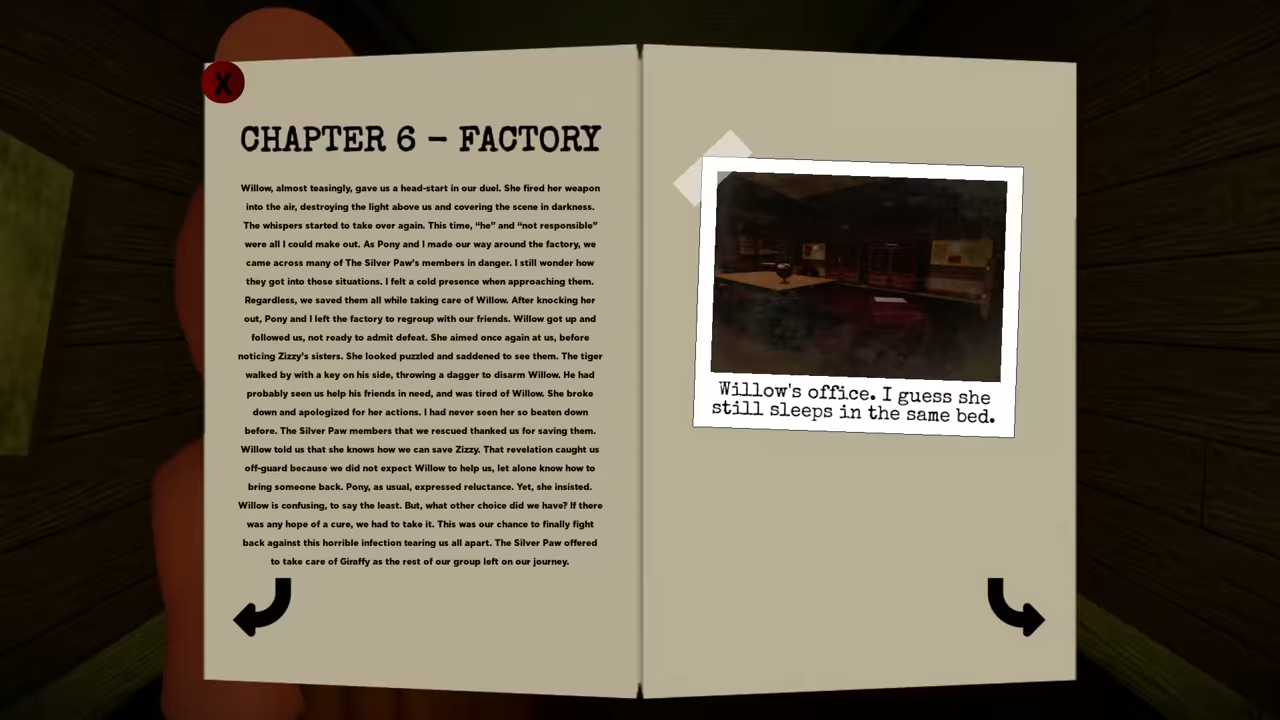 X
CHAPTER 6 – FACTORY
Willow, almost teasingly, gave us a head-start in our duel. She fired her weapon
into the air, destroying the light above us and covering the scene in darkness.
The whispers started to take over again. This time, “he” and “not responsible”
were all I could make out. As Pony and I made our way around the factory, we
came across many of The Silver Paw’s members in danger. I still wonder how
they got into those situations. I felt a cold presence when approaching them.
Regardless, we saved them all while taking care of Willow. After knocking her
out, Pony and I left the factory to regroup with our friends. Willow got up and
followed us, not ready to admit defeat. She aimed once again at us, before
noticing Zizzy’s sisters. She looked puzzled and saddened to see them. The tiger
walked by with a key on his side, throwing a dagger to disarm Willow. He had
probably seen us help his friends in need, and was tired of Willow. She broke
down and apologized for her actions. I had never seen her so beaten down
before. The Silver Paw members that we rescued thanked us for saving them.
Willow told us that she knows how we can save Zizzy. That revelation caught us
off-guard because we did not expect Willow to help us, let alone know how to
bring someone back. Pony, as usual, expressed reluctance. Yet, she insisted.
Willow is confusing, to say the least. But, what other choice did we have? If there
was any hope of a cure, we had to take it. This was our chance to finally fight
back against this horrible infection tearing us all apart. The Silver Paw offered
to take care of Giraffy as the rest of our group left on our journey.
Willow's office. I guess she
still sleeps in the same bed.